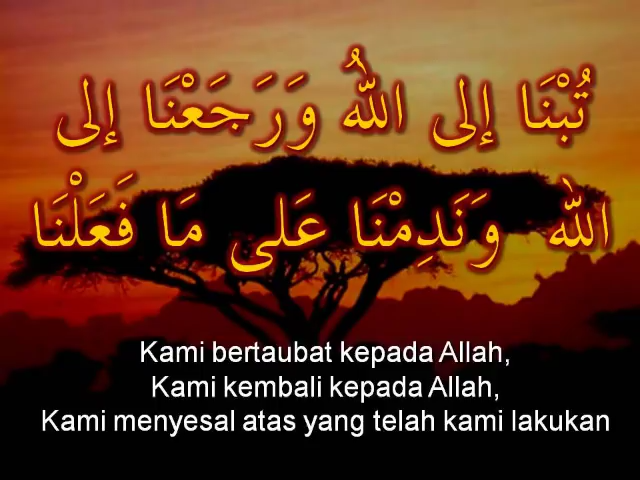 تُبْنَا إلى اللهُ وَرَجَعْنَا إلى
الله وَنَدِمْنَا عَلى مَا فَعَلْنَا
Kami bertaubat kepada Allah,
Kami kembali kepada Allah,
Kami menyesal atas yang telah kami lakukan